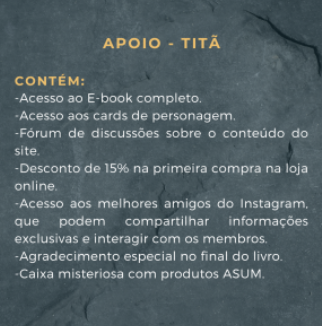 APOIO - TITÃ
CONTÉM:
-Acesso ao E-book completo.
-Acesso aos cards de personagem.
-Fórum de discussões sobre o conteúdo do
site.
-Desconto de 15% na primeira compra na loja
online.
-Acesso aos melhores amigos do Instagram,
que podem compartilhar informações
exclusivas e interagir com os membros.
-Agradecimento especial no final do livro.
-Caixa misteriosa com produtos ASUM.